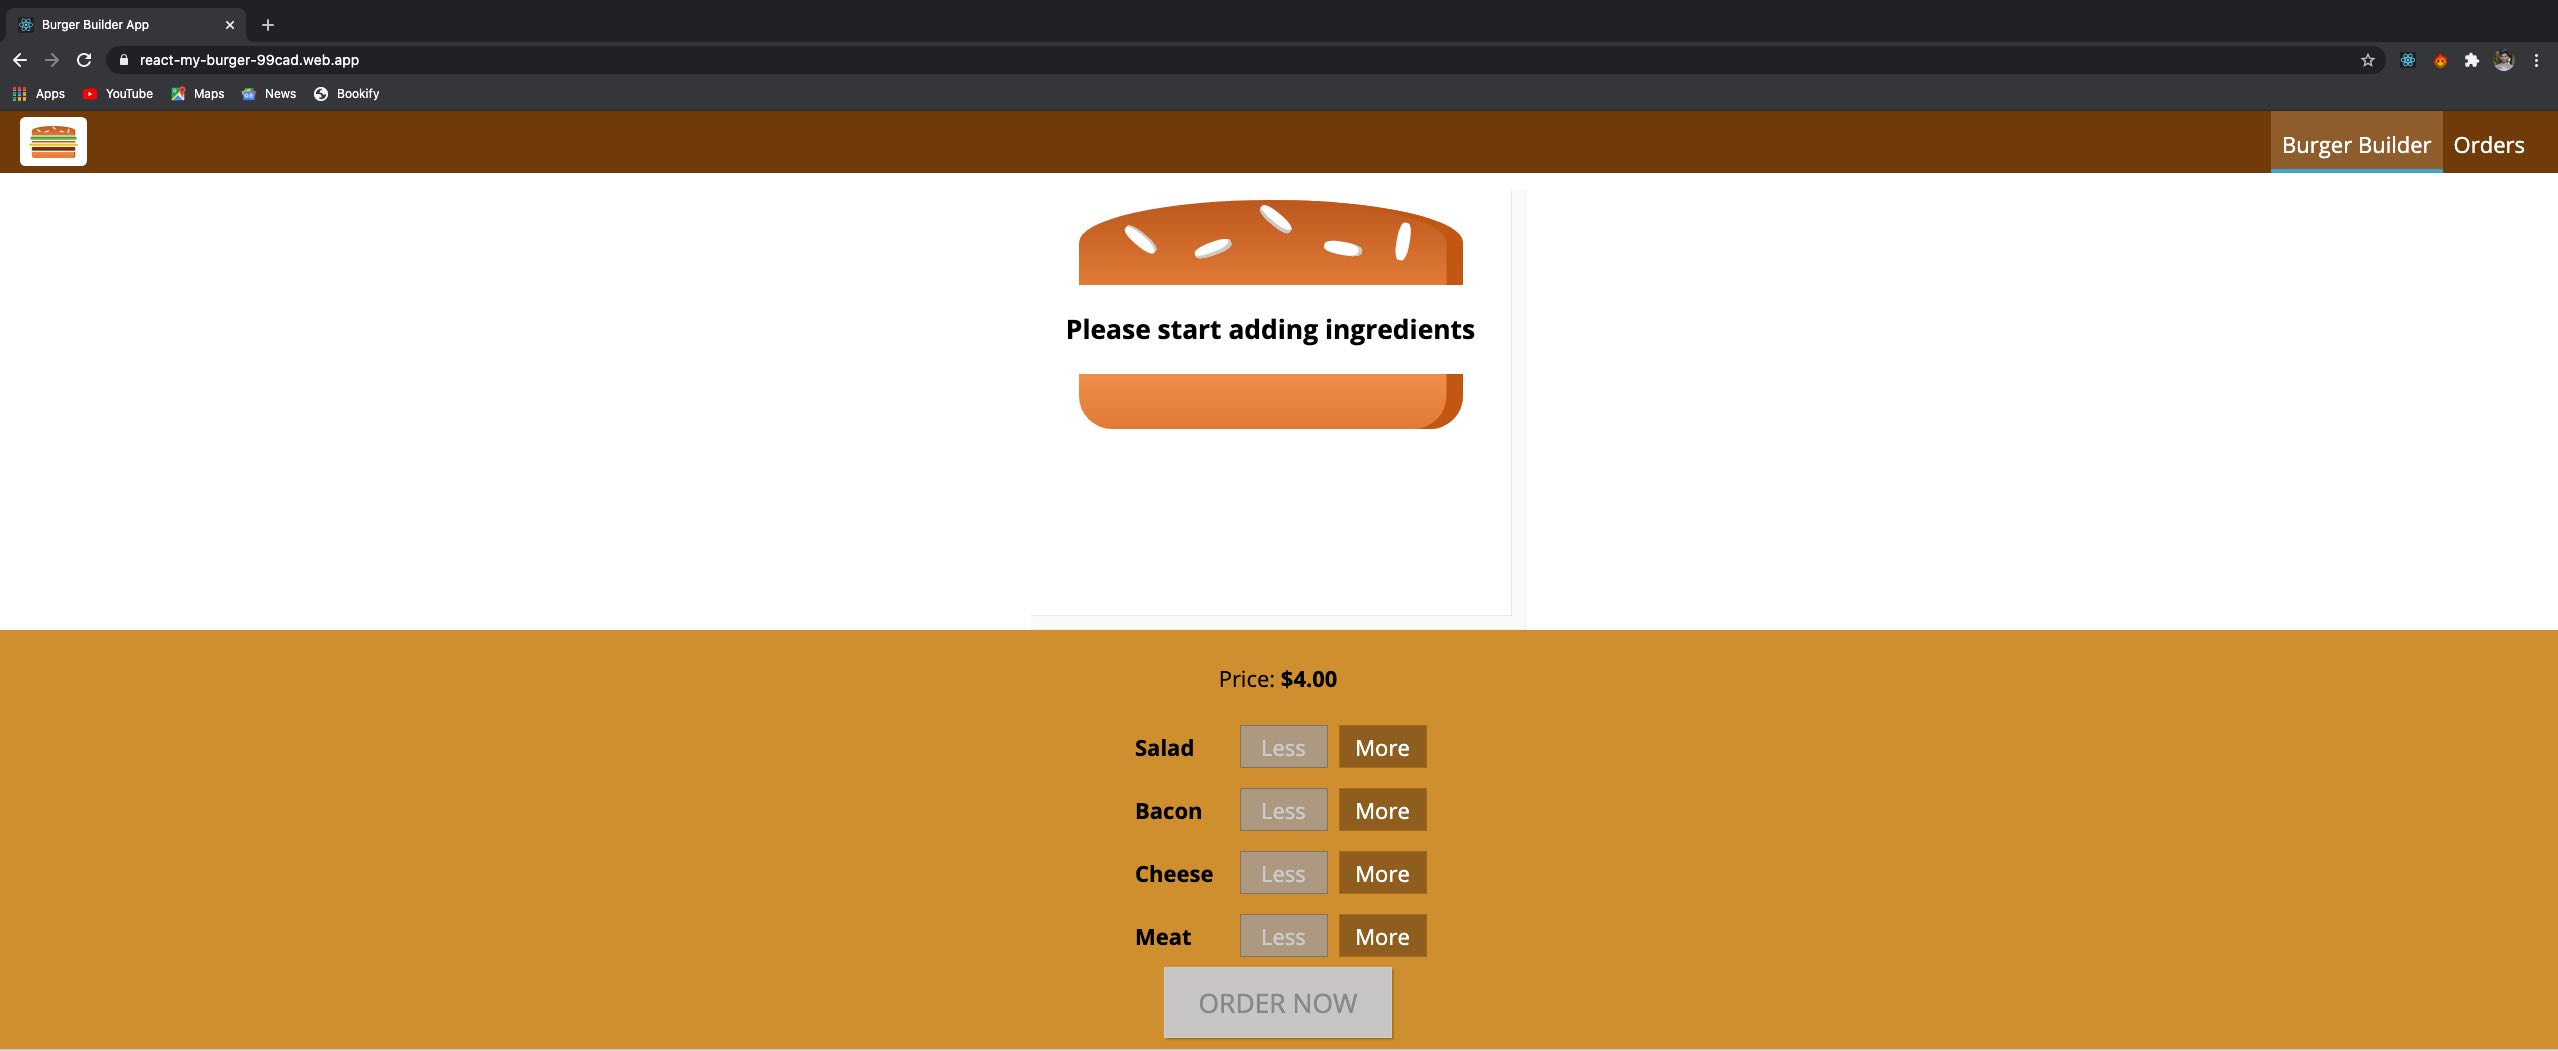 Burger Builder App
react-my-burger-99cad.web.app
Apps YouTube Maps News Bookify
Burger Builder Orders
Please start adding ingredients
Price: $4.00
Salad Less More
Bacon Less More
Cheese Less More
Meat Less More
ORDER NOW